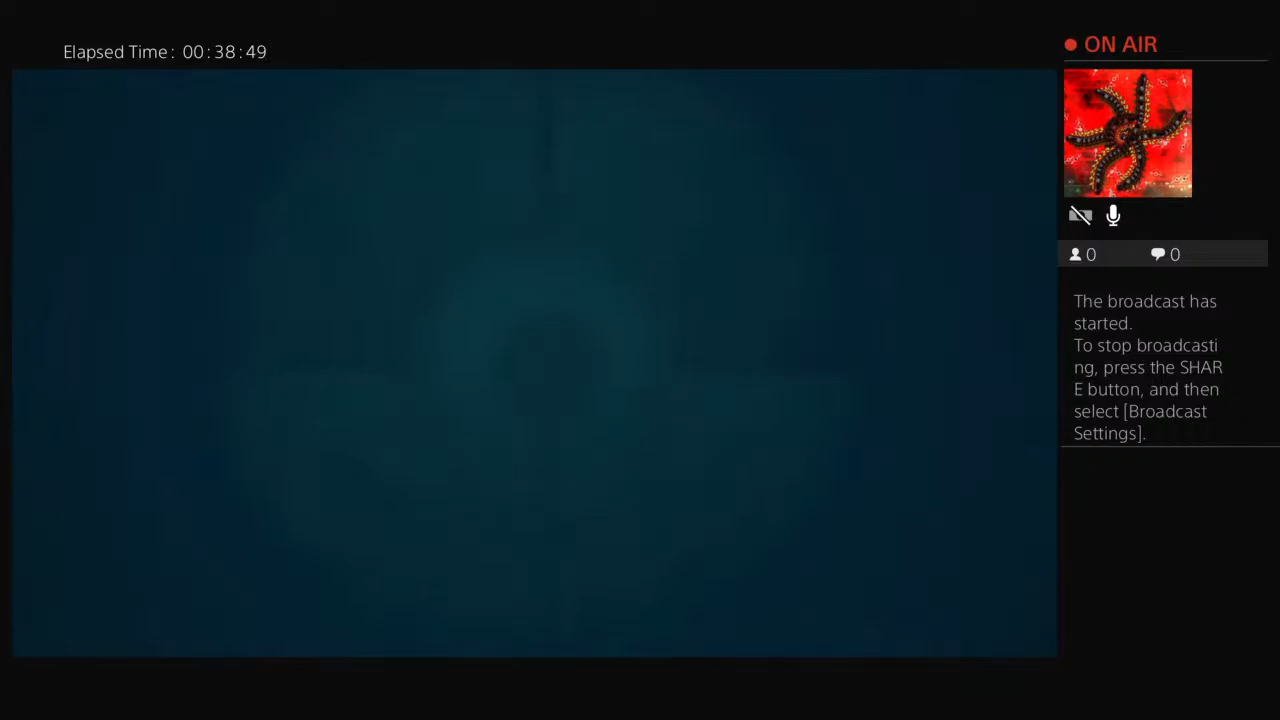 Elapsed Time: 00:38:49
ON AIR
0 0
The broadcast has
started.
To stop broadcasti
ng, press the SHAR
E button, and then
select [Broadcast
Settings].